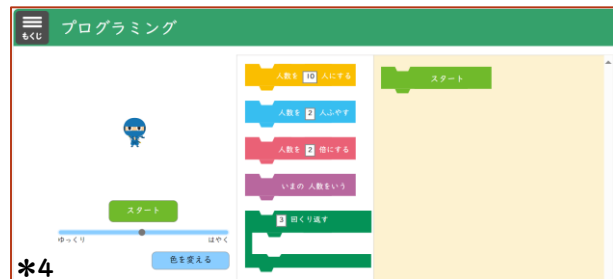 もくじ
プログラミング
人数を 10 人にする
スタート
人数を 2 人ふやす
人数を 2 倍にする
いまの 人数をいう
スタート
3 回くり返す
ゆっくり はやく
色を変える
*4